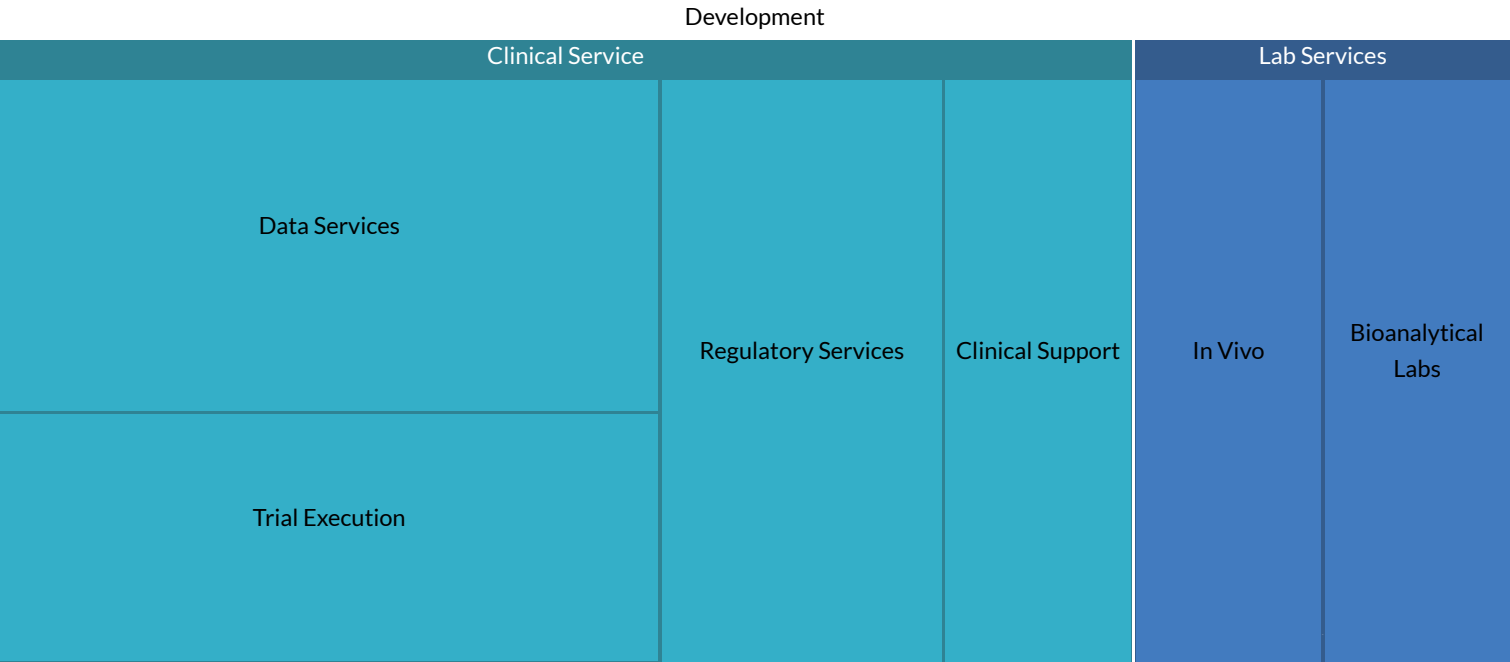 Development
Clinical Service
Lab Services
Data Services
Trial Execution
Regulatory Services
Clinical Support
In Vivo
Bioanalytical
Labs